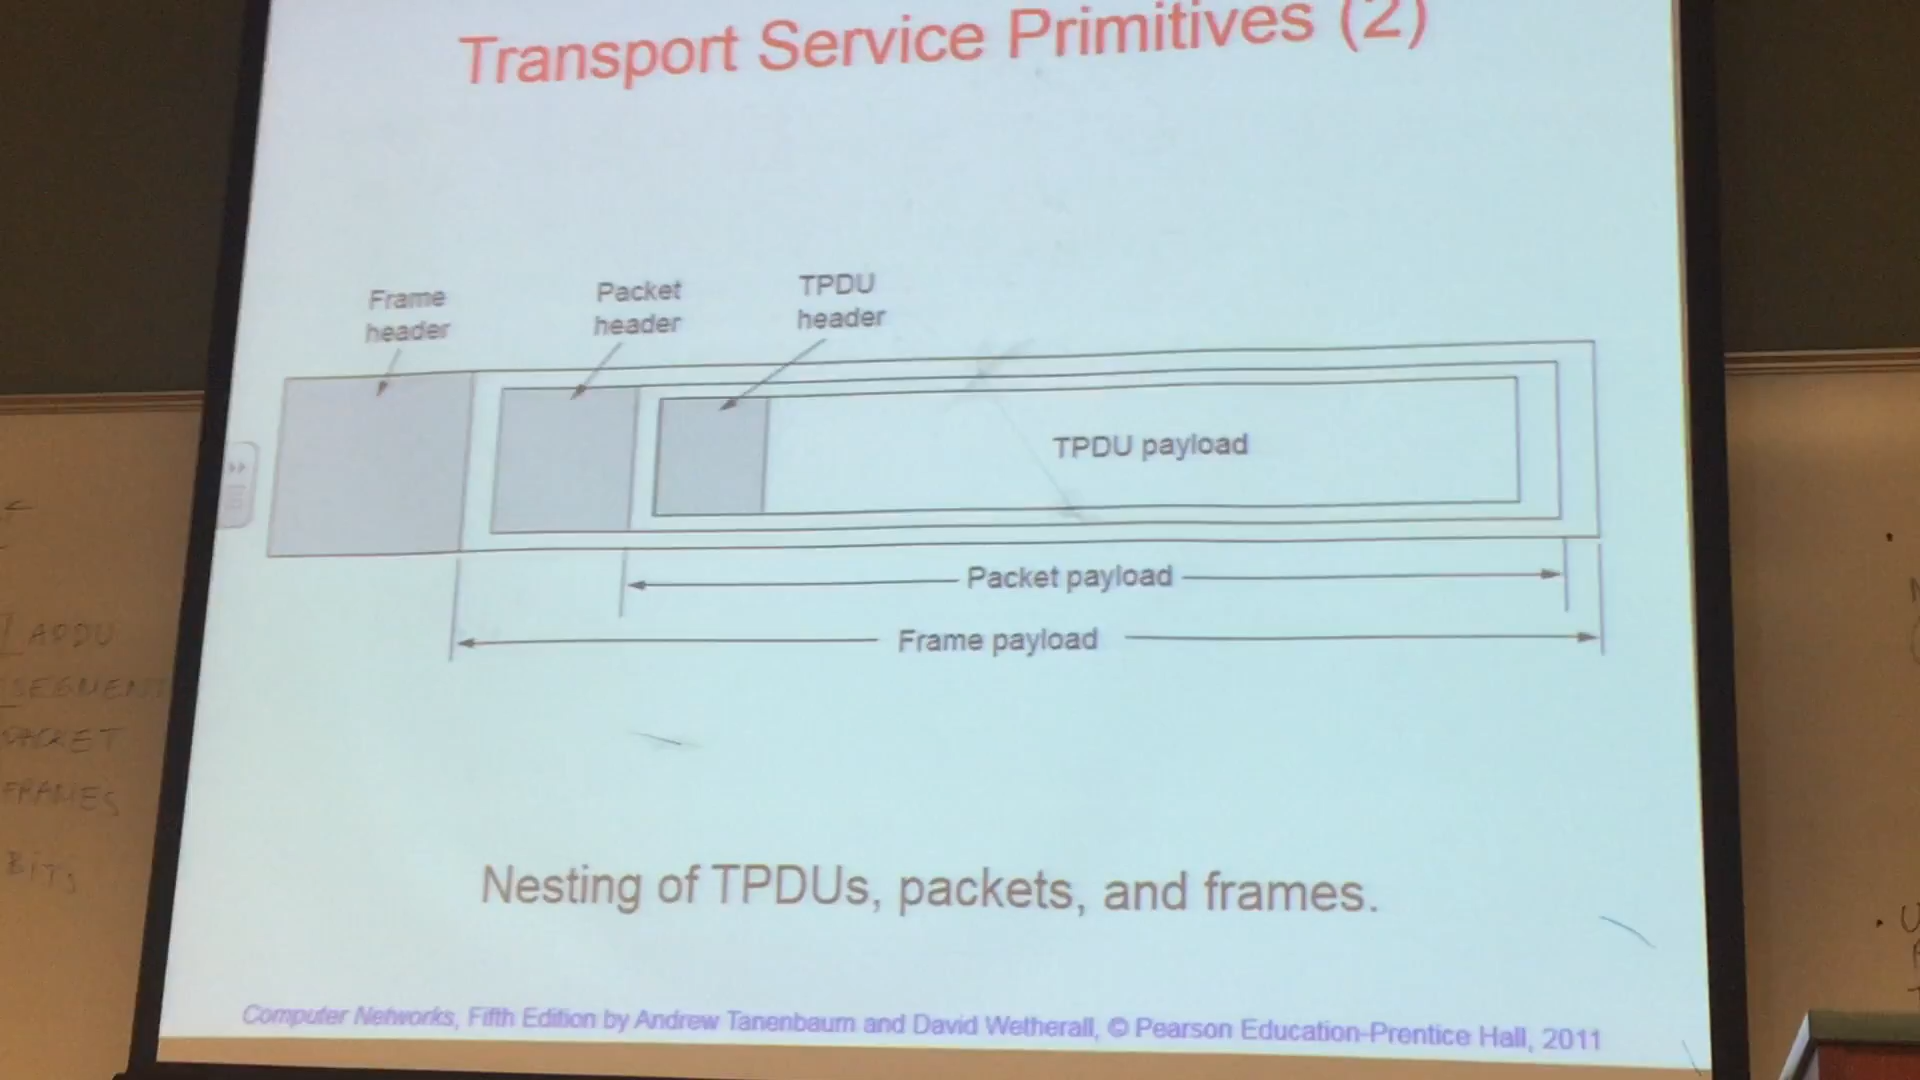 Transport Service Primitives (2)
Frame
header
Packet
header
TPDU
header
TPDU payload
Packet payload
Frame payload
Nesting of TPDUs, packets, and frames.
Computer Networks, Fifth Edition by Andrew Tanenbaum and David Wetherall, © Pearson Education-Prentice Hall, 2011
SEGMENT
PACKET
FRAMES
BITS